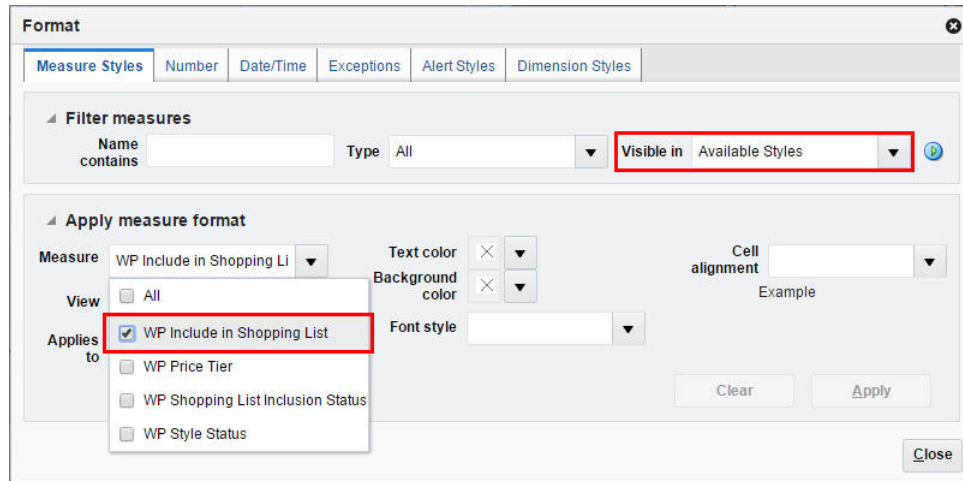 Format
Measure Styles Number Date/Time Exceptions Alert Styles Dimension Styles
Filter measures
Name contains Type All Visible in Available Styles
Apply measure format
Measure WP Include in Shopping Li Text color Cell alignment
View Background color Example
Applies to Font style
All
WP Include in Shopping List
WP Price Tier
WP Shopping List Inclusion Status
WP Style Status
Clear Apply
Close